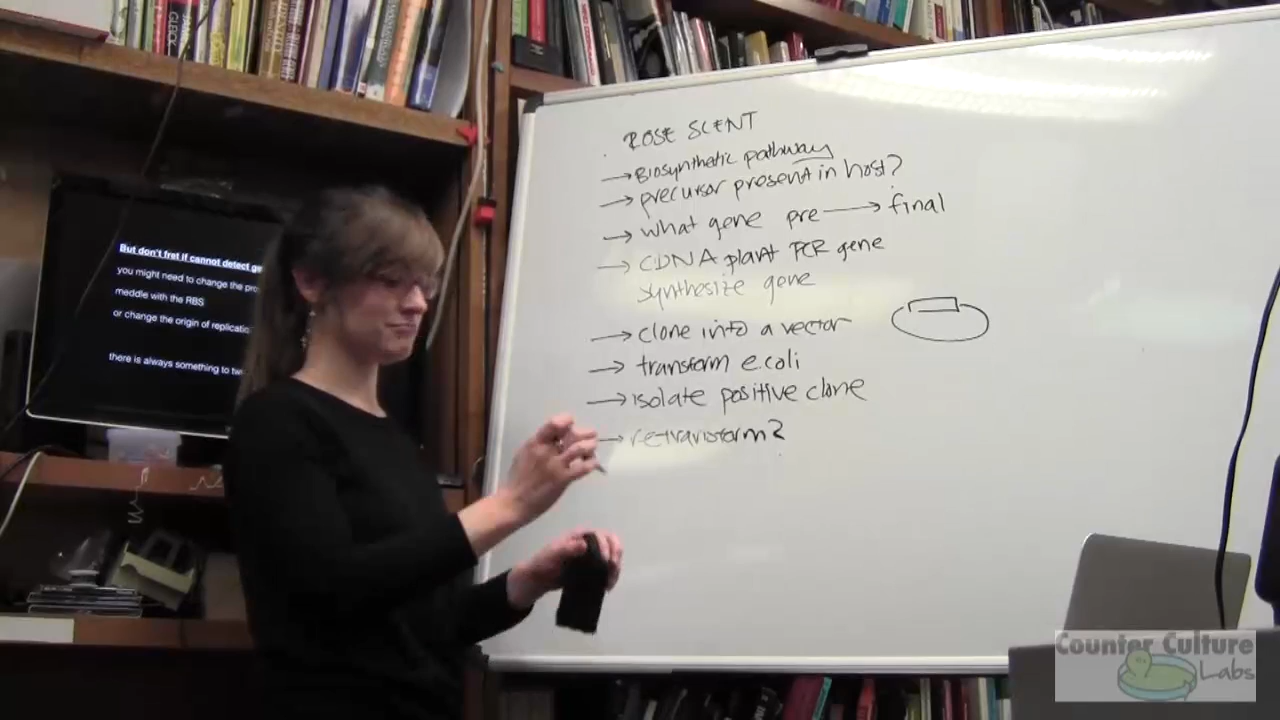 ROSE SCENT
→ Biosynthetic pathway
→ precursor present in host?
→ what gene pre → final
→ CDNA plant PCR gene
synthesize gene
→ clone into a vector
→ transform e.coli
→ isolate positive clone
→ retransform?
But don't fret if cannot detect
you might need to change the
meddle with the RBS
or change the origin of
there is always something to
Counter Culture
Labs